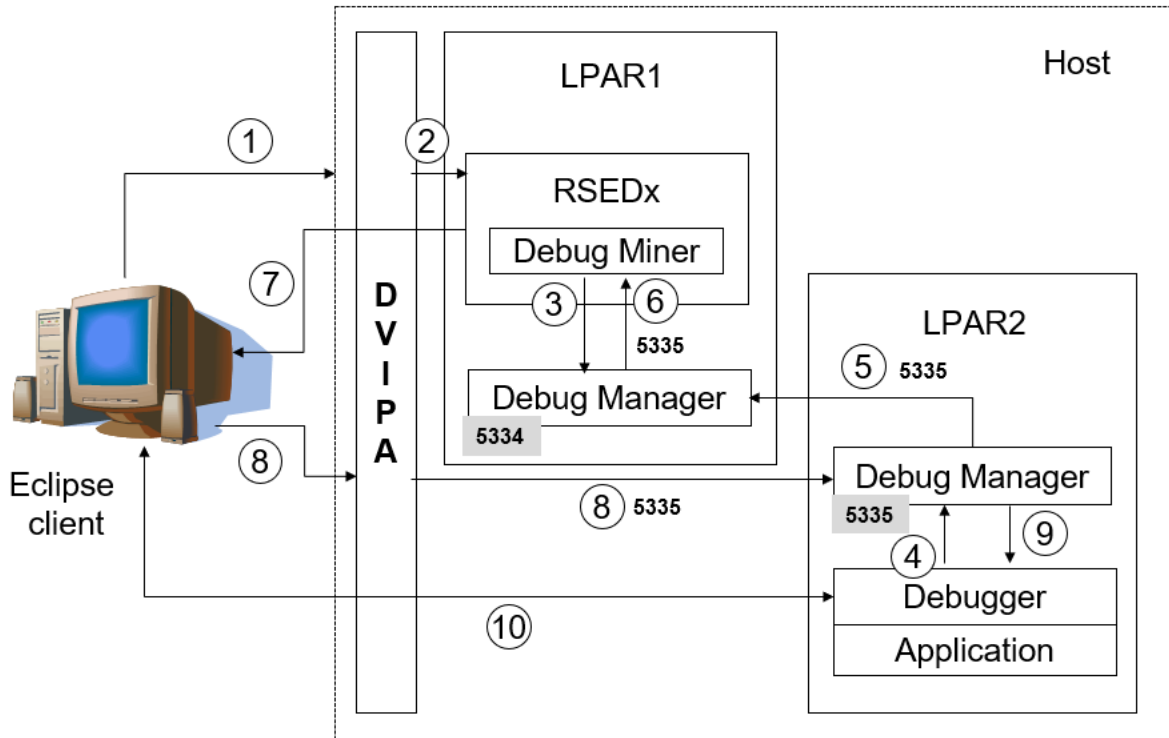 Host
LPAR1
1
2
RSEDx
Debug Miner
7
3
6
5335
D
V
I
P
A
LPAR2
5
5335
Debug Manager
5334
8
Eclipse
client
Debug Manager
8
5335
5335
4
9
Debugger
10
Application